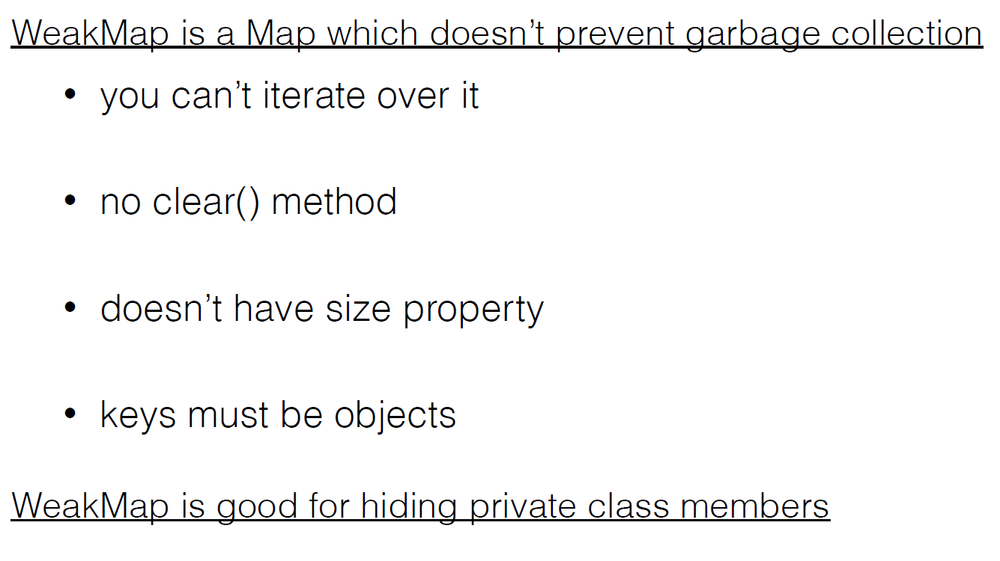 WeakMap is a Map which doesn’t prevent garbage collection
• you can’t iterate over it
• no clear() method
• doesn’t have size property
• keys must be objects
WeakMap is good for hiding private class members